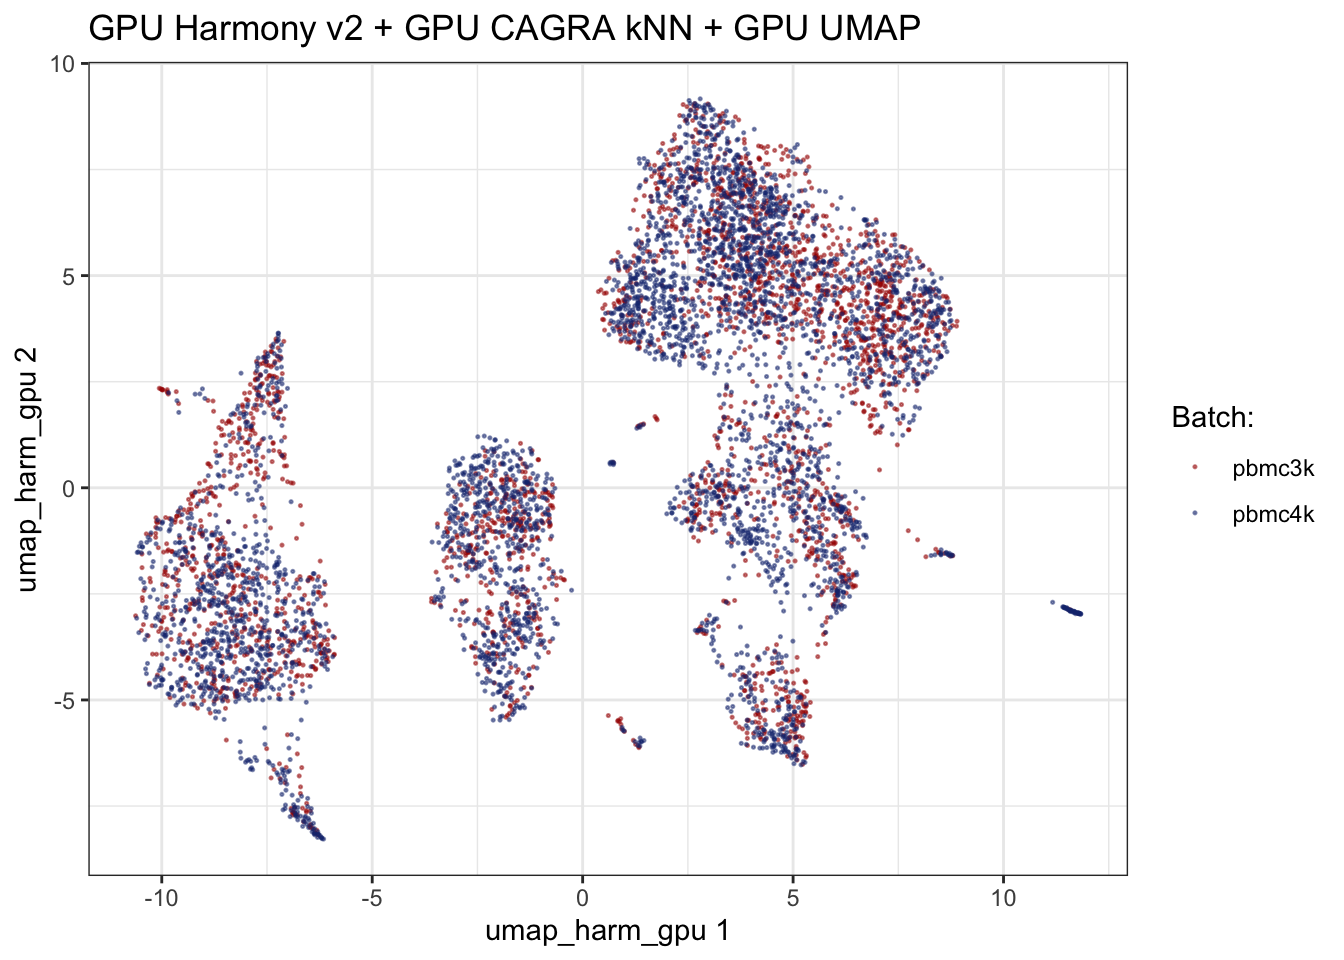 GPU Harmony v2 + GPU CAGRA kNN + GPU UMAP
10
5
0
-5
umap_harm_gpu 2
-10
-5
0
5
10
umap_harm_gpu 1
Batch:
pbmc3k
pbmc4k